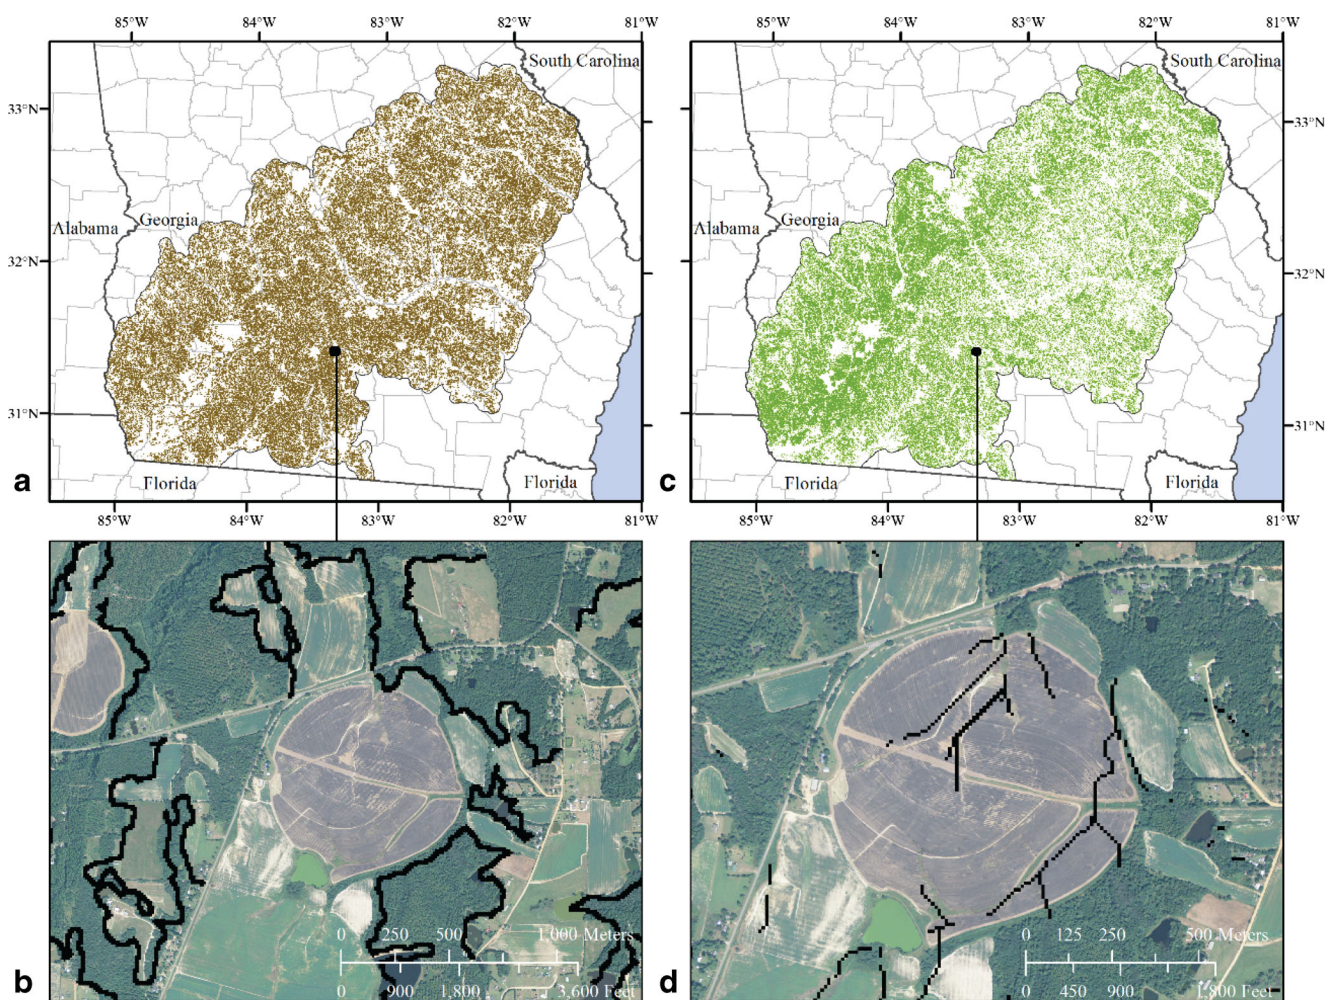 85°W 84°W 83°W 82°W 81°W
85°W 84°W 83°W 82°W 81°W
South Carolina
South Carolina
33°N
33°N
Alabama
Georgia
Alabama
Georgia
32°N
32°N
31°N
31°N
a
Florida
Florida
c
Florida
Florida
85°W 84°W 83°W 82°W 81°W
85°W 84°W 83°W 82°W 81°W
0 250 500 1,000 Meters
0 125 250 500 Meters
b
0 900 1,800 3,600 Feet
d
0 450 900 1,800 Feet